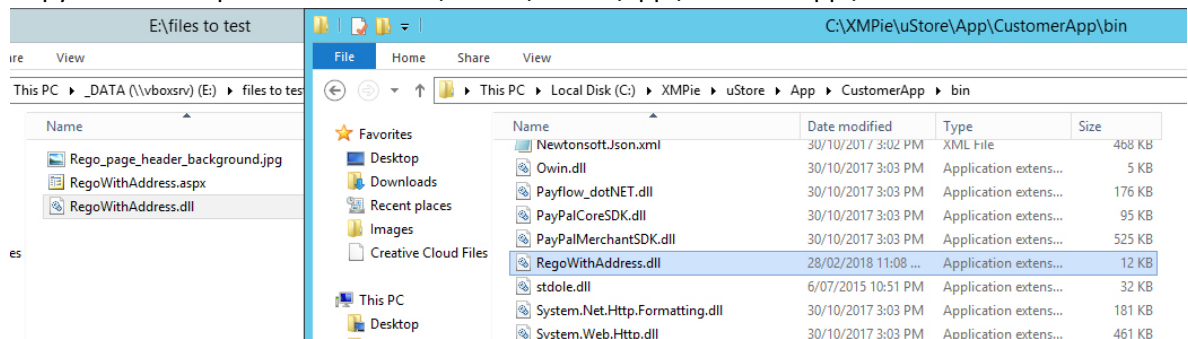 E:\files to test
View
This PC ▸ _DATA (\\vboxsrv) (E:) ▸ files to tes
Name
Rego_page_header_background.jpg
RegoWithAddress.aspx
RegoWithAddress.dll
C:\XMPie\uStore\App\CustomerApp\bin
File Home Share View
This PC ▸ Local Disk (C:) ▸ XMPie ▸ uStore ▸ App ▸ CustomerApp ▸ bin
Favorites
Desktop
Downloads
Recent places
Images
Creative Cloud Files
This PC
Desktop
Name Date modified Type Size
Newtonsoft.Json.xml 30/10/2017 3:02 PM XML File 468 KB
Owin.dll 30/10/2017 3:03 PM Application extens... 5 KB
Payflow_dotNET.dll 30/10/2017 3:03 PM Application extens... 176 KB
PayPalCoreSDK.dll 30/10/2017 3:03 PM Application extens... 95 KB
PayPalMerchantSDK.dll 30/10/2017 3:03 PM Application extens... 525 KB
RegoWithAddress.dll 28/02/2018 11:08 ... Application extens... 12 KB
stdole.dll 6/07/2015 10:51 PM Application extens... 32 KB
System.Net.Http.Formatting.dll 30/10/2017 3:03 PM Application extens... 181 KB
System.Web.Http.dll 30/10/2017 3:03 PM Application extens... 461 KB